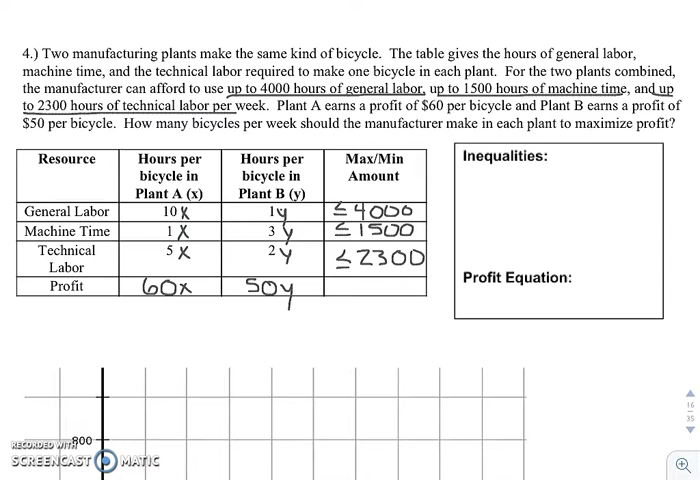 4.) Two manufacturing plants make the same kind of bicycle. The table gives the hours of general labor,
machine time, and the technical labor required to make one bicycle in each plant. For the two plants combined,
the manufacturer can afford to use up to 4000 hours of general labor, up to 1500 hours of machine time, and up
to 2300 hours of technical labor per week. Plant A earns a profit of $60 per bicycle and Plant B earns a profit of
$50 per bicycle. How many bicycles per week should the manufacturer make in each plant to maximize profit?
Resource Hours per bicycle in Plant A (x) Hours per bicycle in Plant B (y) Max/Min Amount
General Labor 10 x 1y ≤ 4000
Machine Time 1 x 3 y ≤ 1500
Technical Labor 5 x 2 y ≤ 2300
Profit 60x 50y
Inequalities:
Profit Equation:
800
16
35
RECORDED WITH
SCREENCAST MATIC